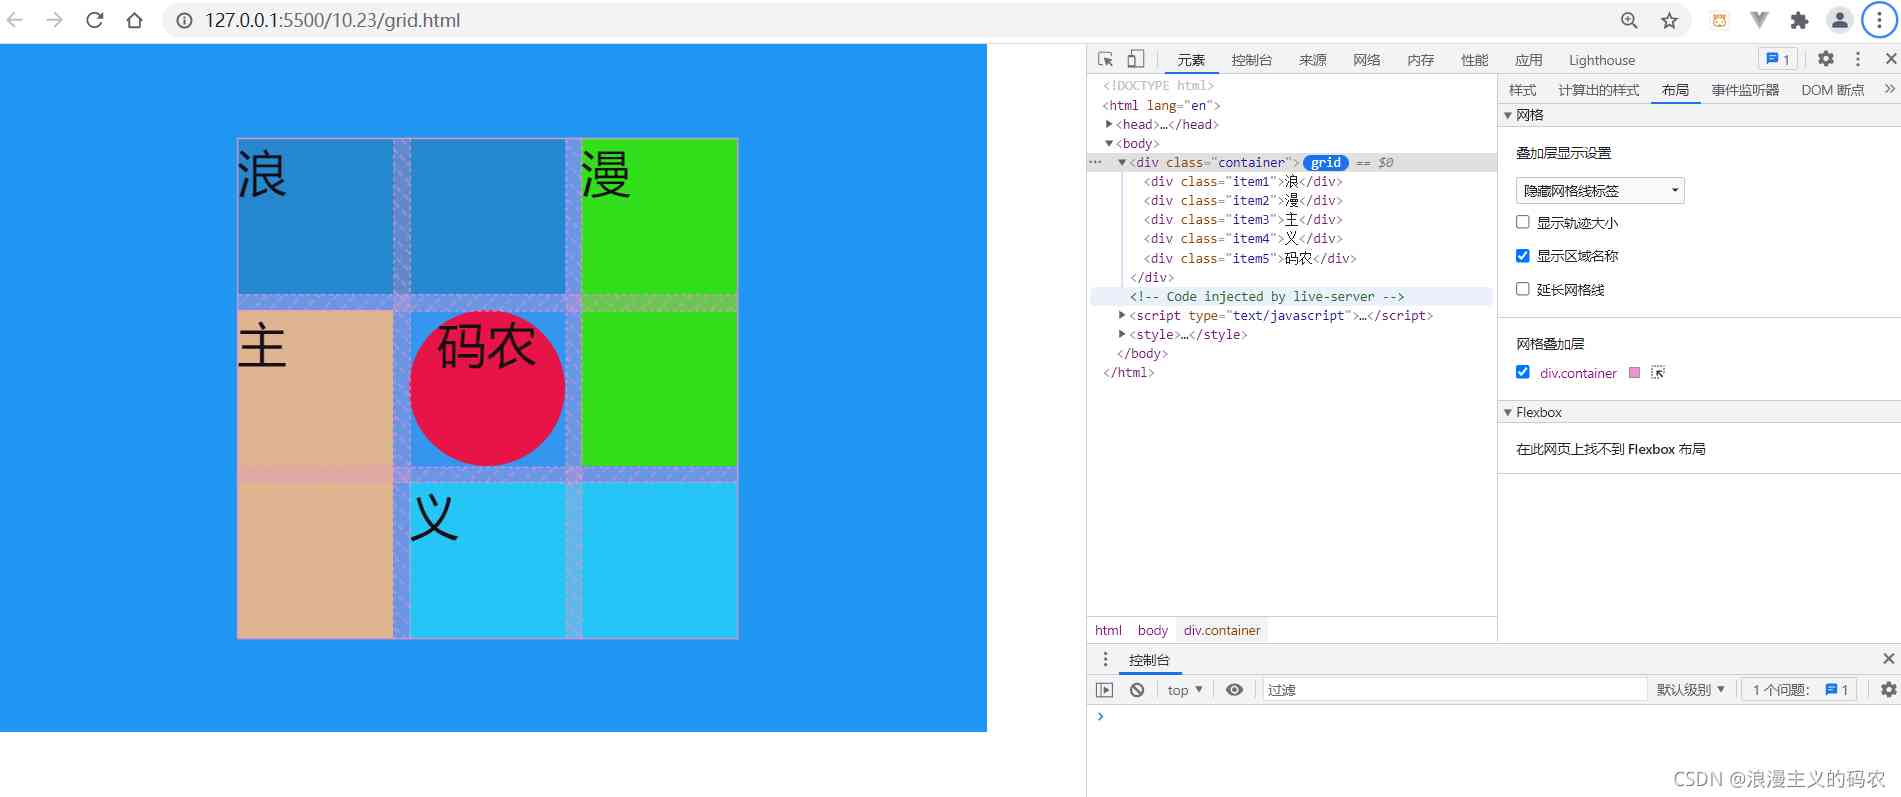 127.0.0.1:5500/10.23/grid.html
浪 漫
主 码农
义
元素 控制台 来源 网络 内存 性能 应用 Lighthouse 1
<!DOCTYPE html>
<html lang="en">
<head>…</head>
<body>
<div class="container"> grid == $0
<div class="item1">浪</div>
<div class="item2">漫</div>
<div class="item3">主</div>
<div class="item4">义</div>
<div class="item5">码农</div>
</div>
<!-- Code injected by live-server -->
<script type="text/javascript">…</script>
<style>…</style>
</body>
</html>
html body div.container
样式 计算出的样式 布局 事件监听器 DOM 断点 »
网格
叠加层显示设置
隐藏网格线标签
显示轨迹大小
显示区域名称
延长网格线
网格叠加层
div.container
Flexbox
在此网页上找不到 Flexbox 布局
控制台
top 过滤 默认级别 1 个问题: 1
CSDN @浪漫主义的码农